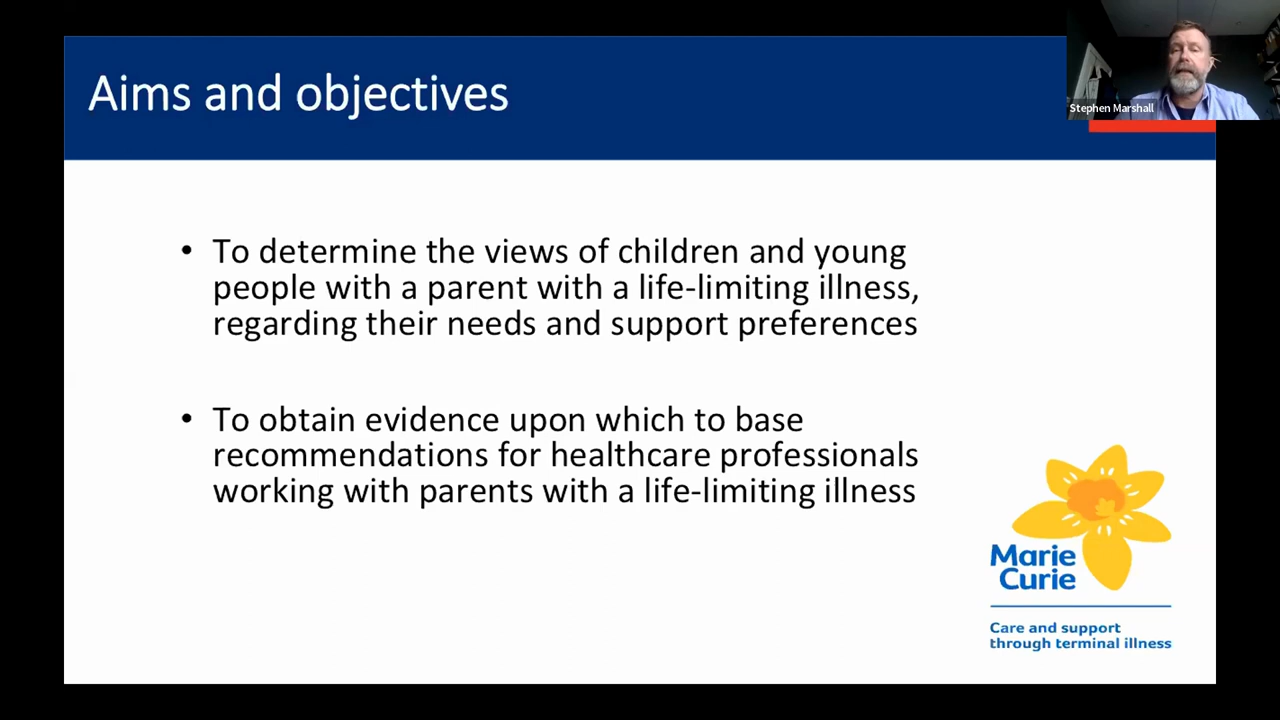 Aims and objectives
Stephen Marshall
• To determine the views of children and young
people with a parent with a life-limiting illness,
regarding their needs and support preferences
• To obtain evidence upon which to base
recommendations for healthcare professionals
working with parents with a life-limiting illness
Marie
Curie
Care and support
through terminal illness